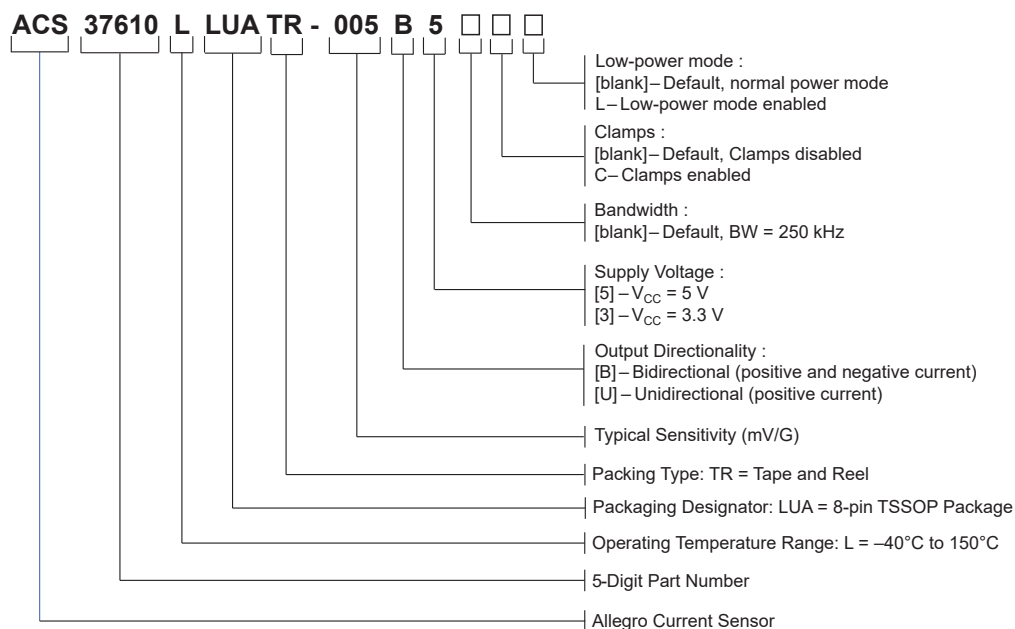 ACS 37610 L LUA TR - 005 B 5 □ □ □
Low-power mode :
[blank] – Default, normal power mode
L – Low-power mode enabled
Clamps :
[blank] – Default, Clamps disabled
C – Clamps enabled
Bandwidth :
[blank] – Default, BW = 250 kHz
Supply Voltage :
[5] – VCC = 5 V
[3] – VCC = 3.3 V
Output Directionality :
[B] – Bidirectional (positive and negative current)
[U] – Unidirectional (positive current)
Typical Sensitivity (mV/G)
Packing Type: TR = Tape and Reel
Packaging Designator: LUA = 8-pin TSSOP Package
Operating Temperature Range: L = –40°C to 150°C
5-Digit Part Number
Allegro Current Sensor